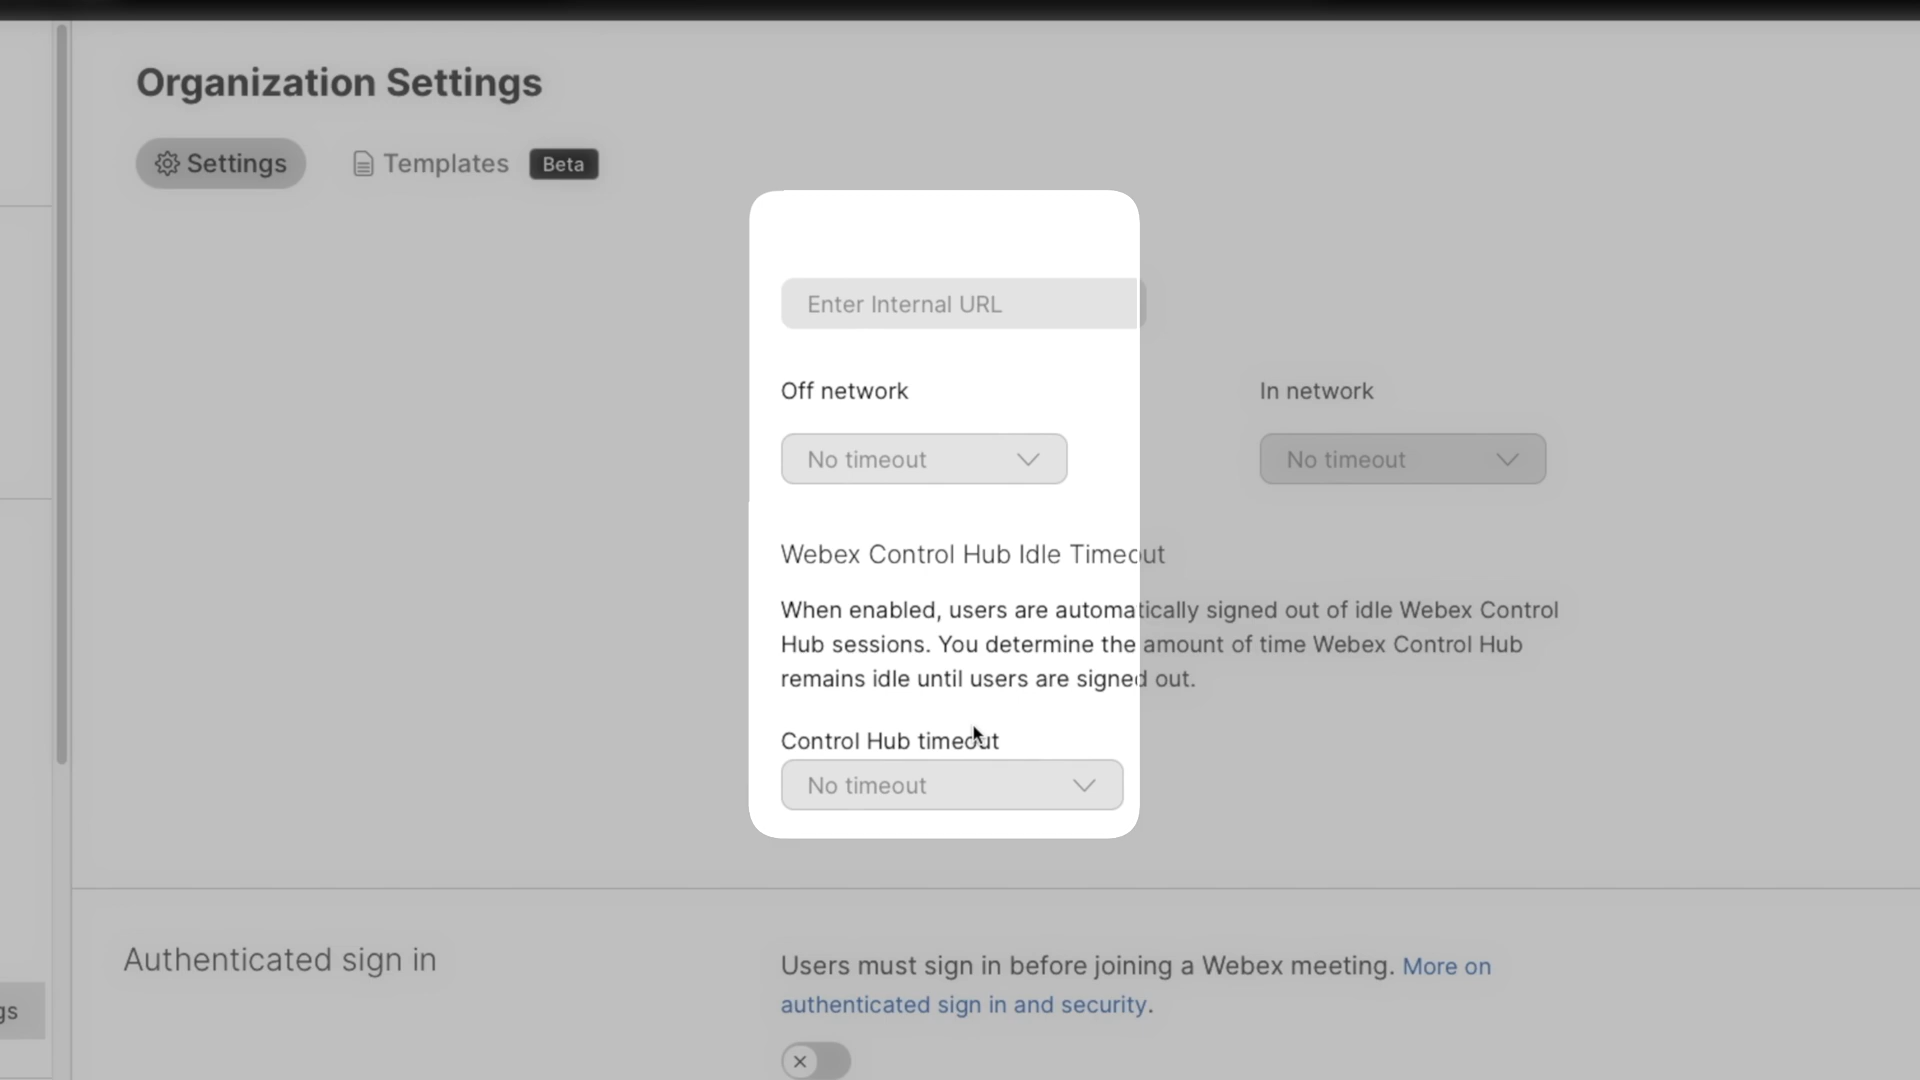 Organization Settings
Settings
Templates
Beta
Enter Internal URL
Off network
In network
No timeout
No timeout
Webex Control Hub Idle Timeout
When enabled, users are automatically signed out of idle Webex Control
Hub sessions. You determine the amount of time Webex Control Hub
remains idle until users are signed out.
Control Hub timeout
No timeout
Authenticated sign in
Users must sign in before joining a Webex meeting. More on
authenticated sign in and security.
gs